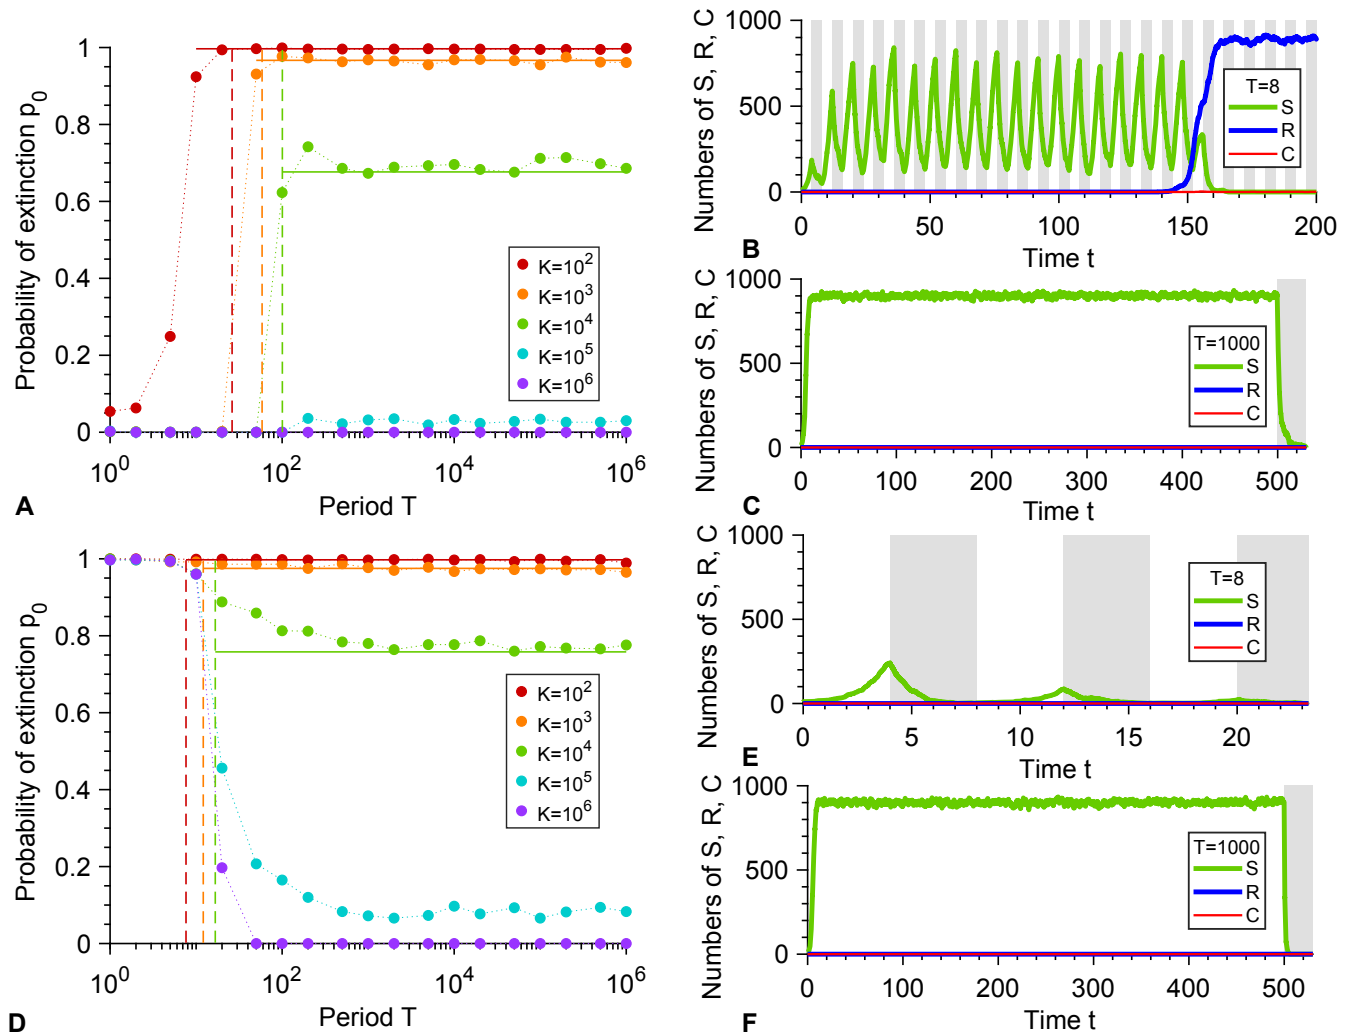 Probability of extinction p0
1
0.8
0.6
0.4
0.2
0
10^0 10^2 10^4 10^6
Period T
K=10^2
K=10^3
K=10^4
K=10^5
K=10^6
A
Numbers of S, R, C
1000
500
0
0 50 100 150 200
Time t
T=8
S
R
C
B
Numbers of S, R, C
1000
500
0
0 100 200 300 400 500
Time t
T=1000
S
R
C
C
Probability of extinction p0
1
0.8
0.6
0.4
0.2
0
10^0 10^2 10^4 10^6
Period T
K=10^2
K=10^3
K=10^4
K=10^5
K=10^6
D
Numbers of S, R, C
1000
500
0
0 5 10 15 20
Time t
T=8
S
R
C
E
Numbers of S, R, C
1000
500
0
0 100 200 300 400 500
Time t
T=1000
S
R
C
F